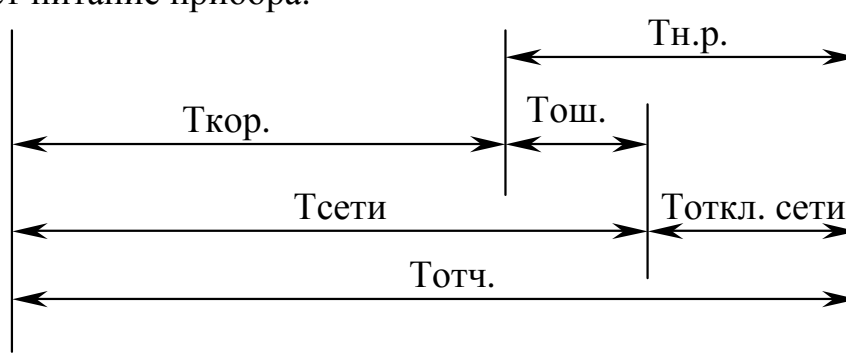 питание прибора.
Тн.р.
Ткор.
Тош.
Тсети
Тоткл. сети
Тотч.